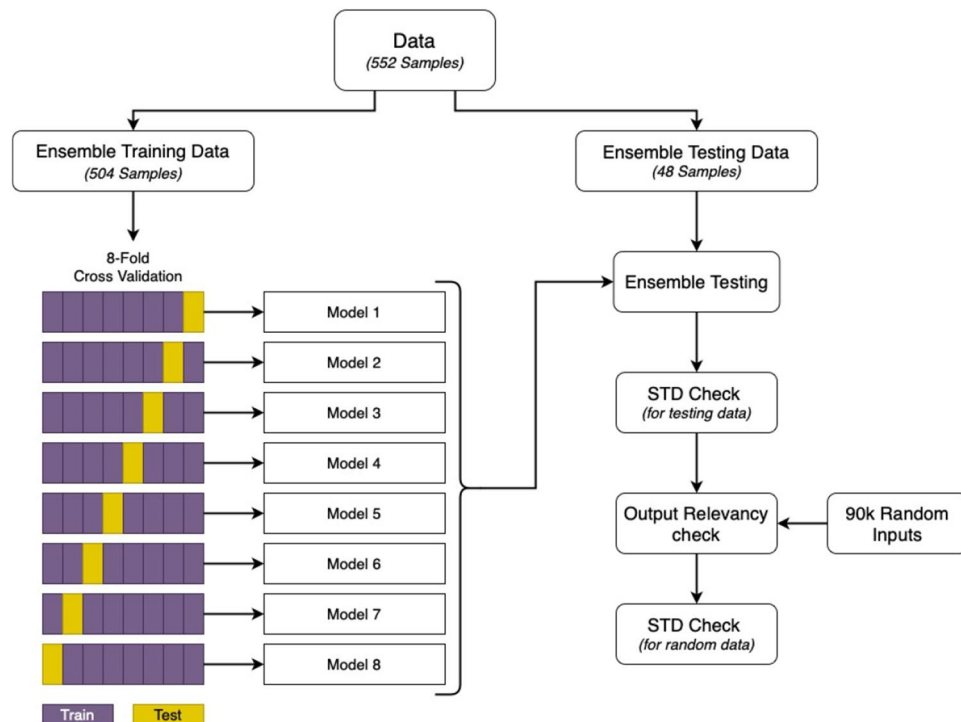 Data
(552 Samples)
Ensemble Training Data
(504 Samples)
Ensemble Testing Data
(48 Samples)
8-Fold
Cross Validation
Ensemble Testing
Model 1
Model 2
STD Check
(for testing data)
Model 3
Model 4
Model 5
Output Relevancy
check
90k Random
Inputs
Model 6
Model 7
STD Check
(for random data)
Model 8
Train
Test